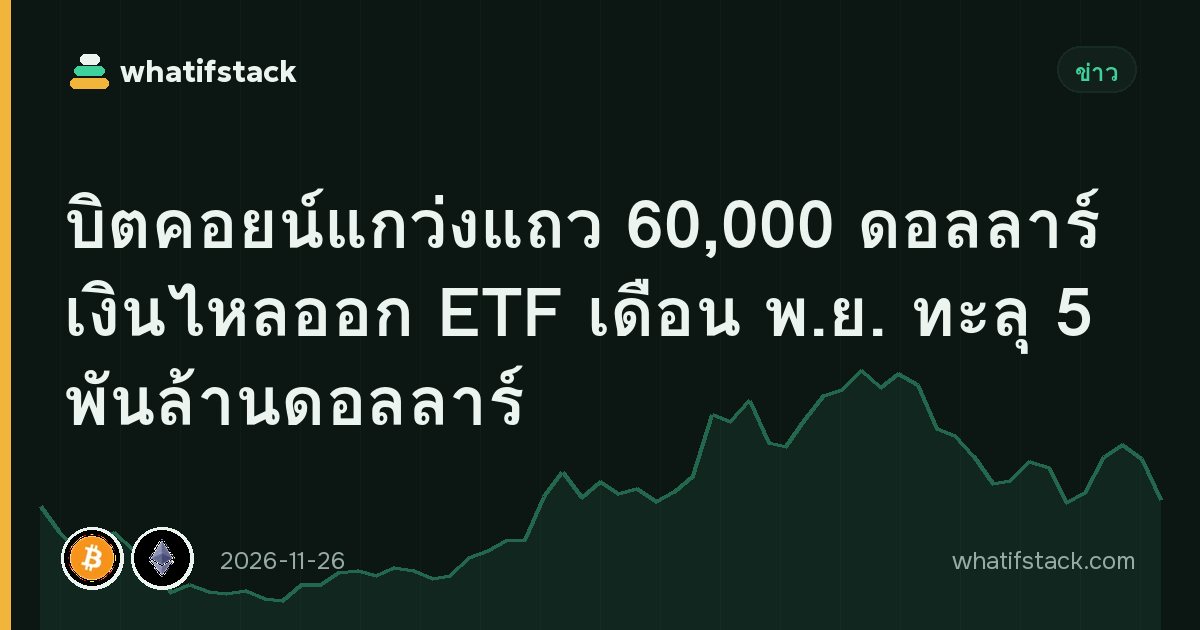 whatifstack
ข่าว
บิตคอยน์แกว่งแถว 60,000 ดอลลาร์
เงินไหลออก ETF เดือน พ.ย. ทะลุ 5
พันล้านดอลลาร์
2026-11-26
whatifstack.com